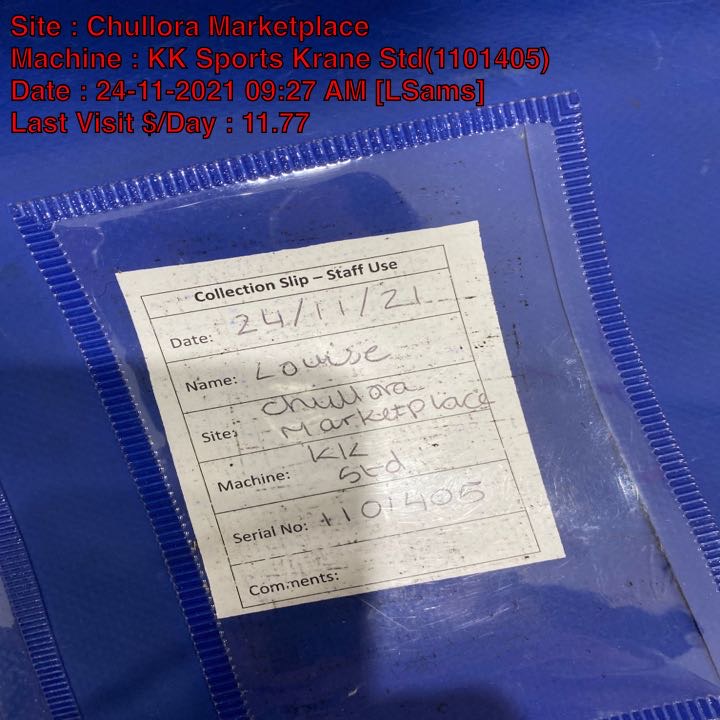 Site : Chullora Marketplace
Machine : KK Sports Krane Std(1101405)
Date : 24-11-2021 09:27 AM [LSams]
Last Visit $/Day : 11.77
Collection Slip – Staff Use
Date: 24/11/21
Name: Louise
Site: Chullora
Marketplace
Machine: KK
Std
Serial No: 1101405
Comments: